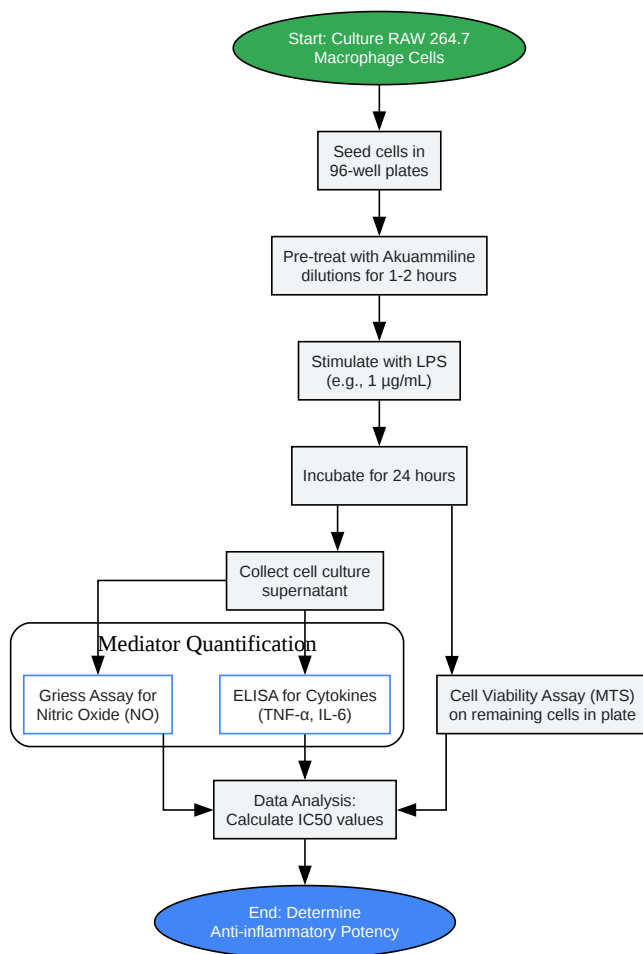 Start: Culture RAW 264.7
Macrophage Cells
Seed cells in
96-well plates
Pre-treat with Akuammiline
dilutions for 1-2 hours
Stimulate with LPS
(e.g., 1 µg/mL)
Incubate for 24 hours
Collect cell culture
supernatant
Mediator Quantification
Griess Assay for
Nitric Oxide (NO)
ELISA for Cytokines
(TNF-α, IL-6)
Cell Viability Assay (MTS)
on remaining cells in plate
Data Analysis:
Calculate IC50 values
End: Determine
Anti-inflammatory Potency